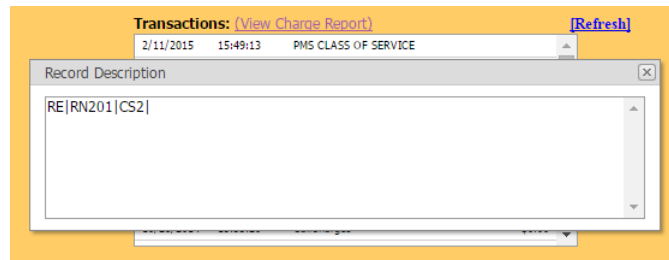 Transactions: (View Charge Report) [Refresh]
2/11/2015 15:49:13 PMS CLASS OF SERVICE
Record Description
RE|RN201|CS2|